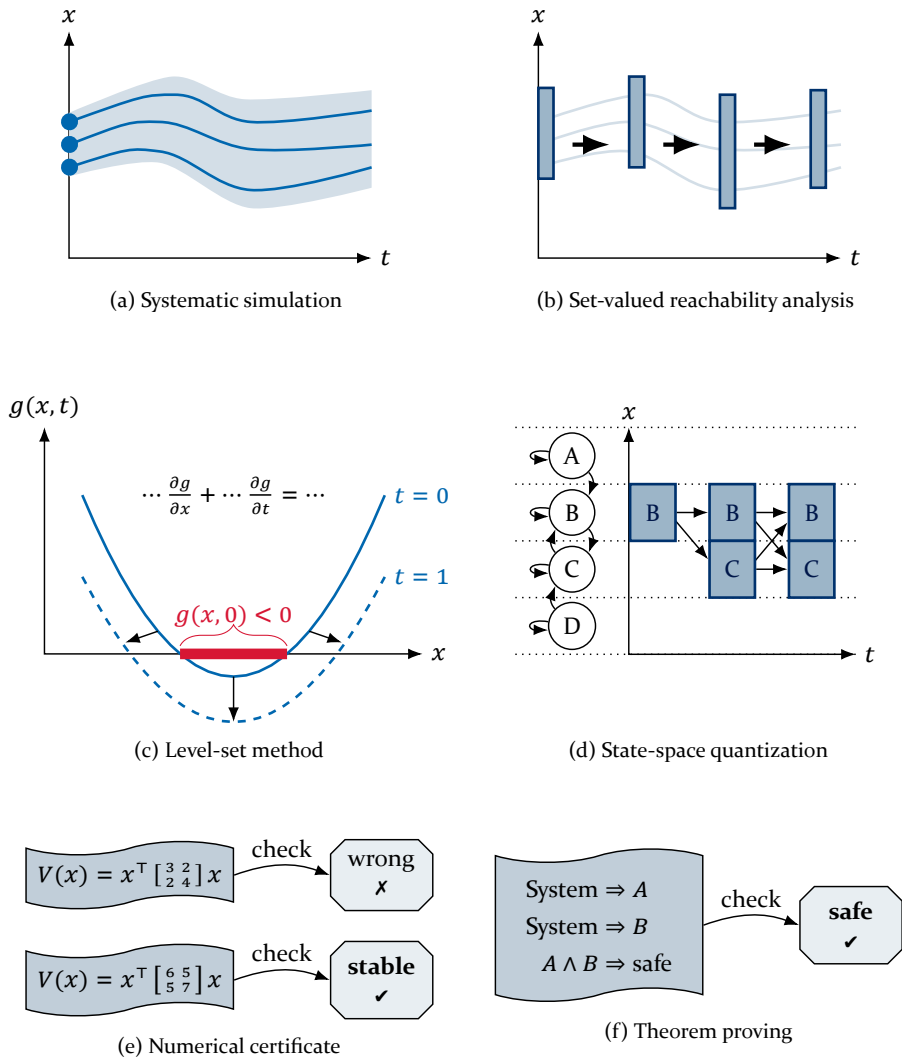 x
t
(a) Systematic simulation
x
t
(b) Set-valued reachability analysis
g(x, t)
⋯ ∂g/∂x + ⋯ ∂g/∂t = ⋯
t = 0
t = 1
g(x, 0) < 0
x
(c) Level-set method
x
A
B
C
D
B
B
B
C
C
t
(d) State-space quantization
V(x) = x⊤ [3 2; 2 4] x
check
wrong
✗
V(x) = x⊤ [6 5; 5 7] x
check
stable
✔
(e) Numerical certificate
System ⇒ A
System ⇒ B
A ∧ B ⇒ safe
check
safe
✔
(f) Theorem proving